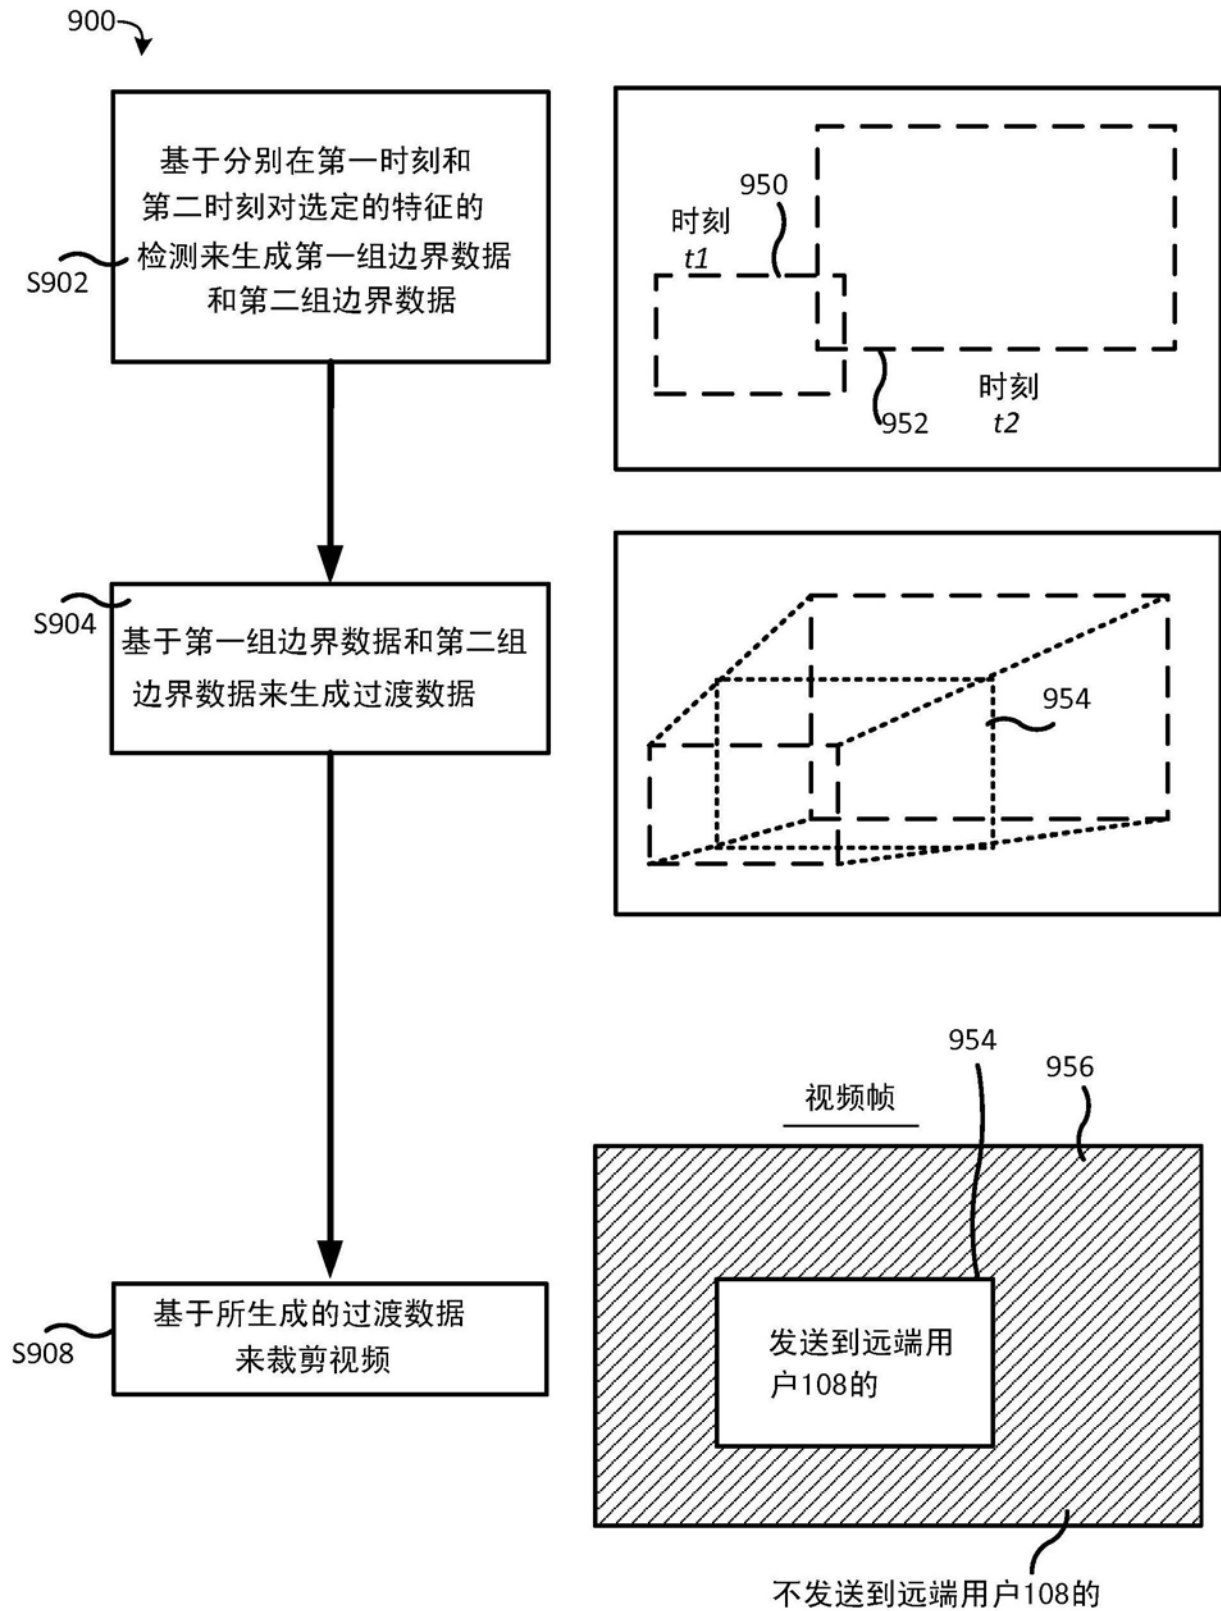 900
基于分别在第一时刻和
第二时刻对选定的特征的
检测来生成第一组边界数据
和第二组边界数据
S902
950
时刻
t1
952
时刻
t2
S904
基于第一组边界数据和第二组
边界数据来生成过渡数据
954
S908
基于所生成的过渡数据
来裁剪视频
视频帧
954
956
发送到远端用
户108的
不发送到远端用户108的